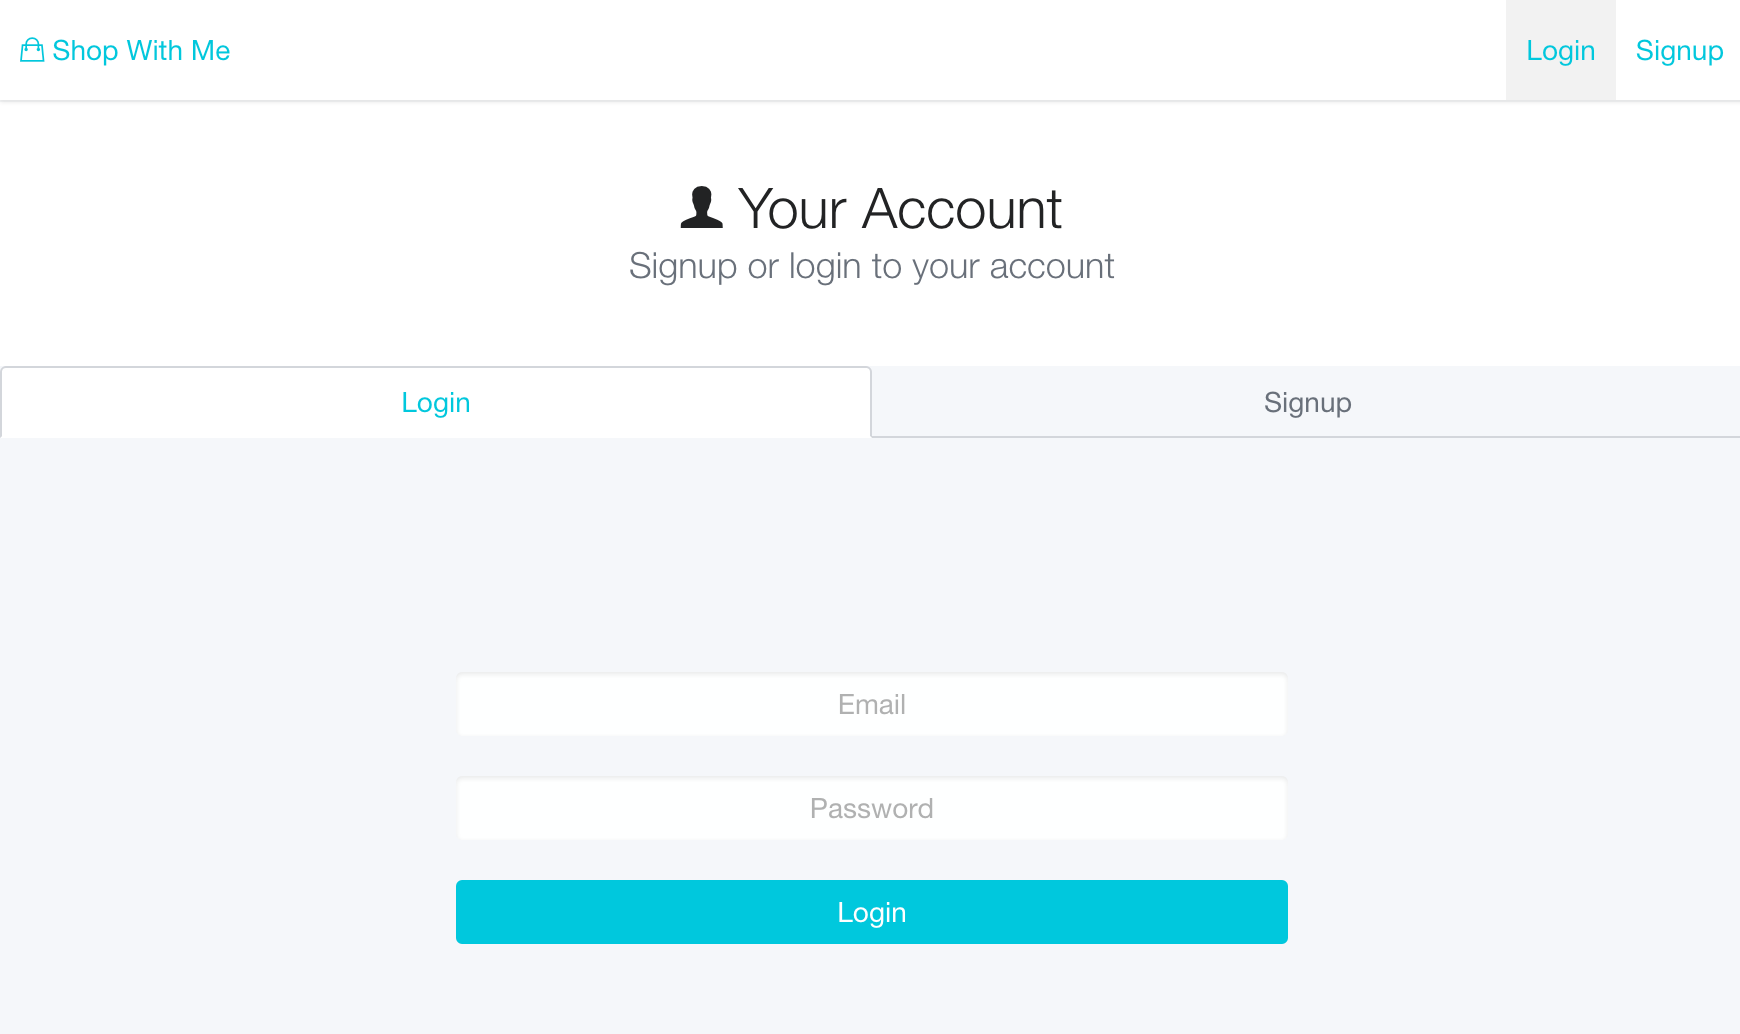 Shop With Me
Login
Signup
Your Account
Signup or login to your account
Login
Signup
Email
Password
Login